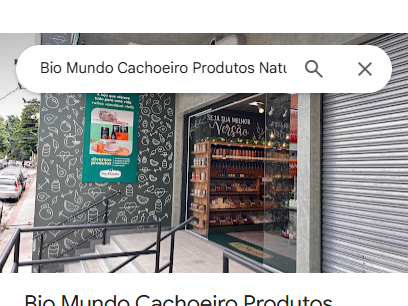 Bio Mundo Cachoeiro Produtos Natu
SEJA SUA MELHOR
Versão
diversos
produtos
Bio Mundo
Bio Mundo Cachoeiro Produtos